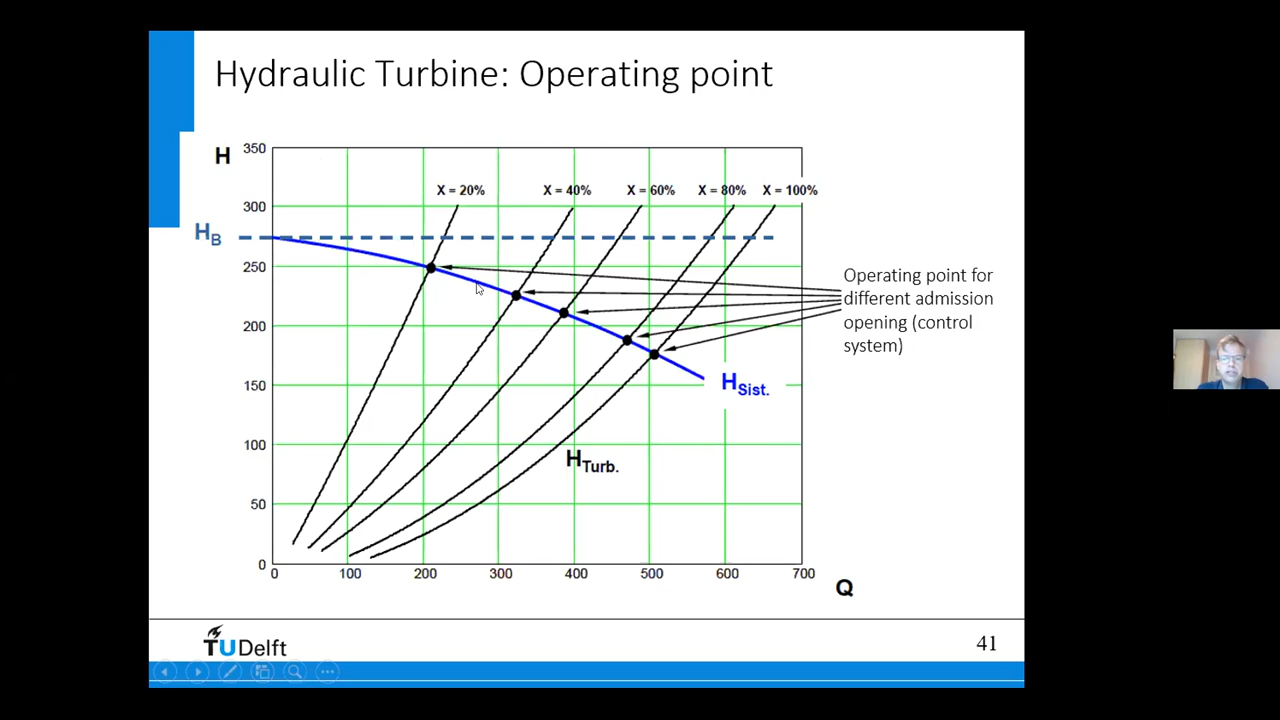 Hydraulic Turbine: Operating point
H
350
X = 20%
X = 40%
X = 60%
X = 80%
X = 100%
300
H_B
250
Operating point for
different admission
opening (control
system)
200
150
H_Sist.
100
H_Turb.
50
0
0
100
200
300
400
500
600
700
Q
TUDelft
41